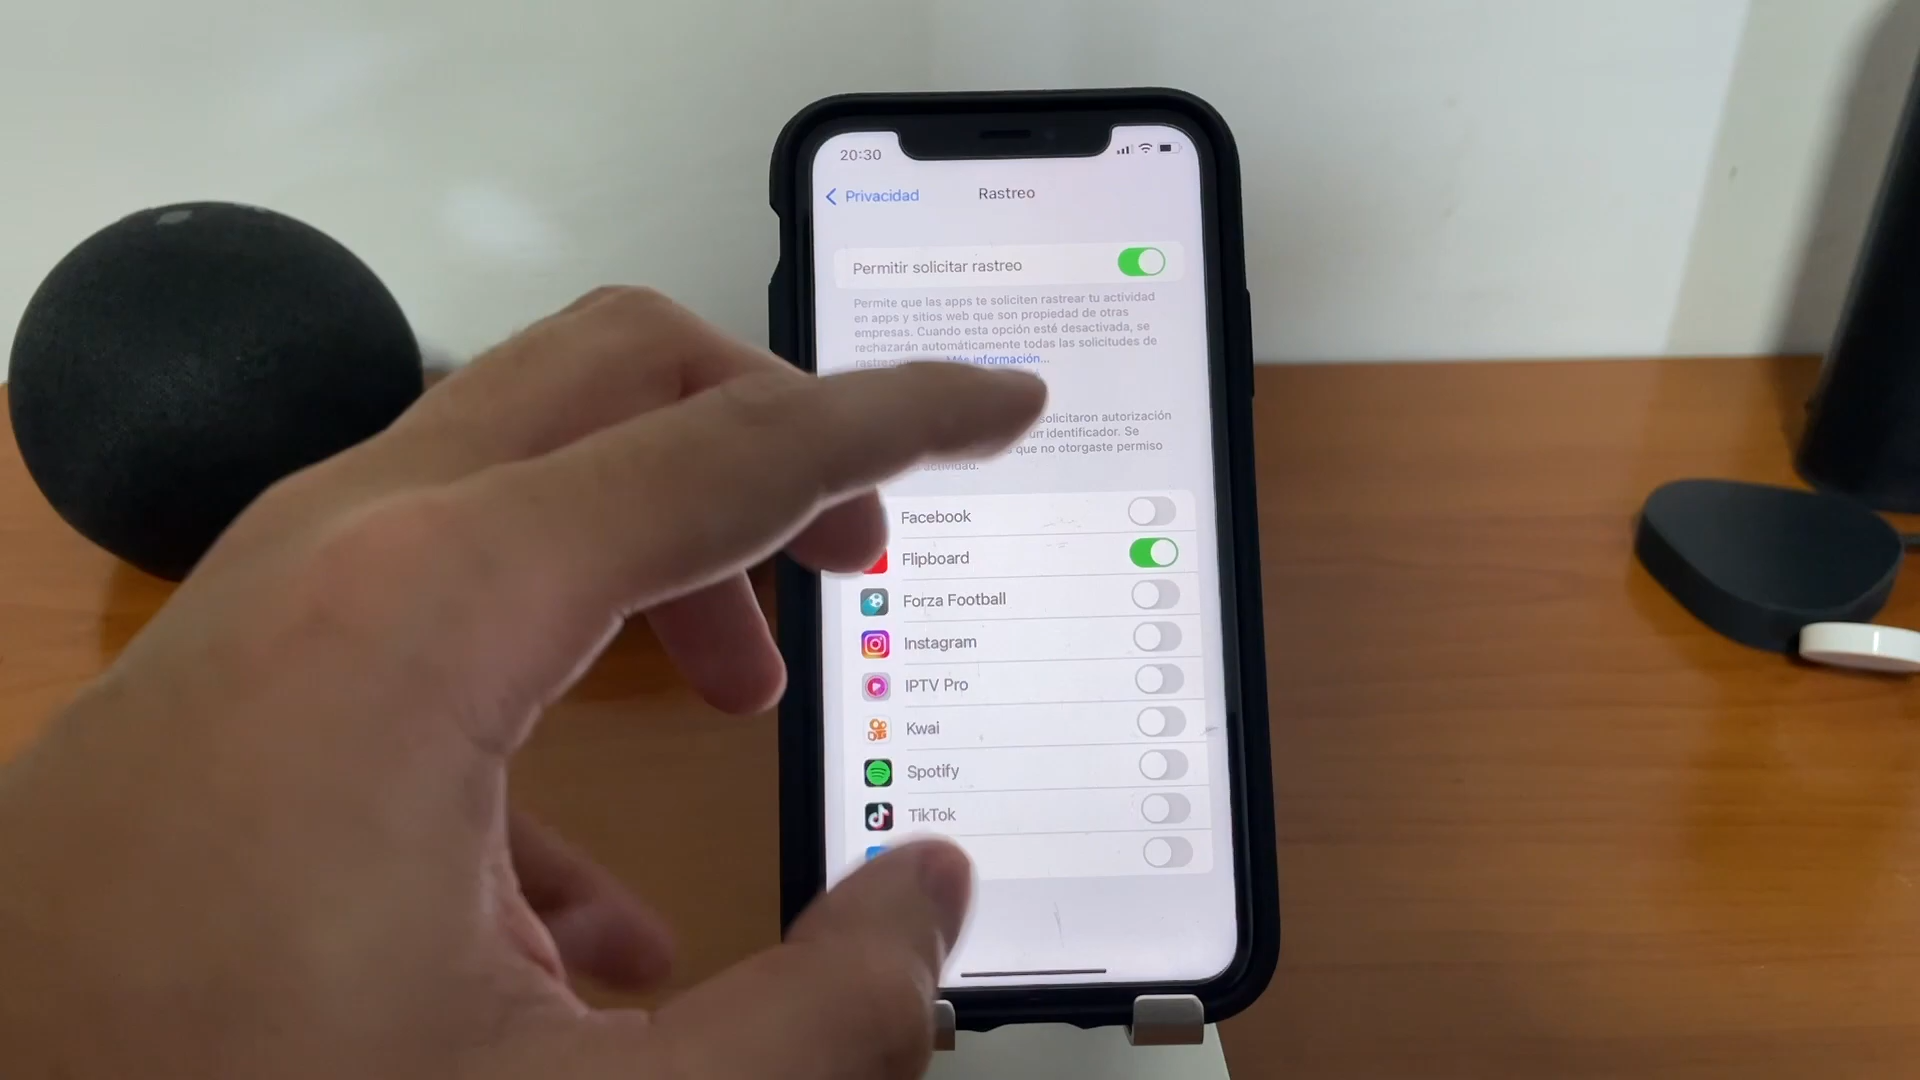 20:30
Privacidad
Rastreo
Permitir solicitar rastreo
Permite que las apps te soliciten rastrear tu actividad
en apps y sitios web que son propiedad de otras
empresas. Cuando esta opción esté desactivada, se
rechazarán automáticamente todas las solicitudes de
Más información...
solicitaron autorización
un identificador. Se
que no otorgaste permiso
actividad.
Facebook
Flipboard
Forza Football
Instagram
IPTV Pro
Kwai
Spotify
TikTok